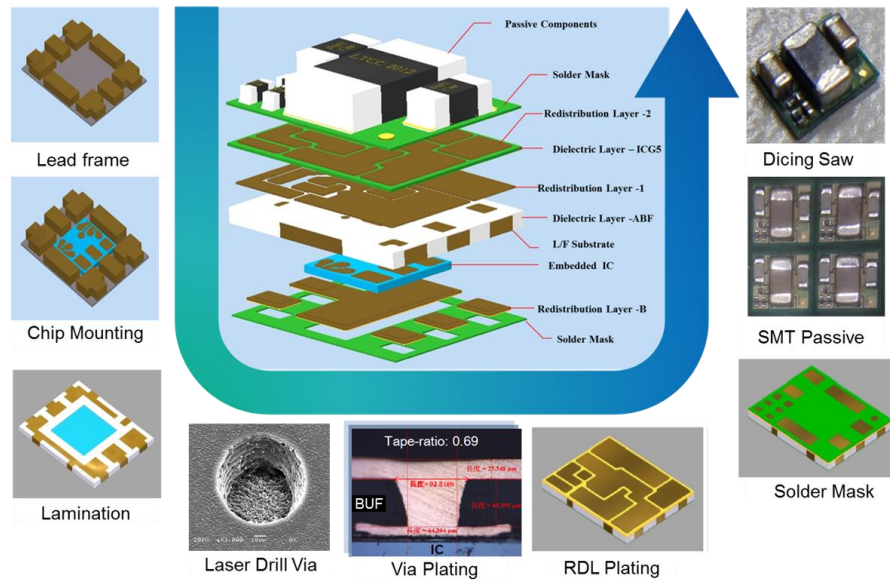 Passive Components
LTCC 2012
Solder Mask
Redistribution Layer -2
Dielectric Layer – ICG5
Redistribution Layer -1
Dielectric Layer -ABF
L/F Substrate
Embedded IC
Redistribution Layer -B
Solder Mask
Lead frame
Chip Mounting
Lamination
Laser Drill Via
Tape-ratio: 0.69
BUF
IC
Via Plating
RDL Plating
Solder Mask
SMT Passive
Dicing Saw